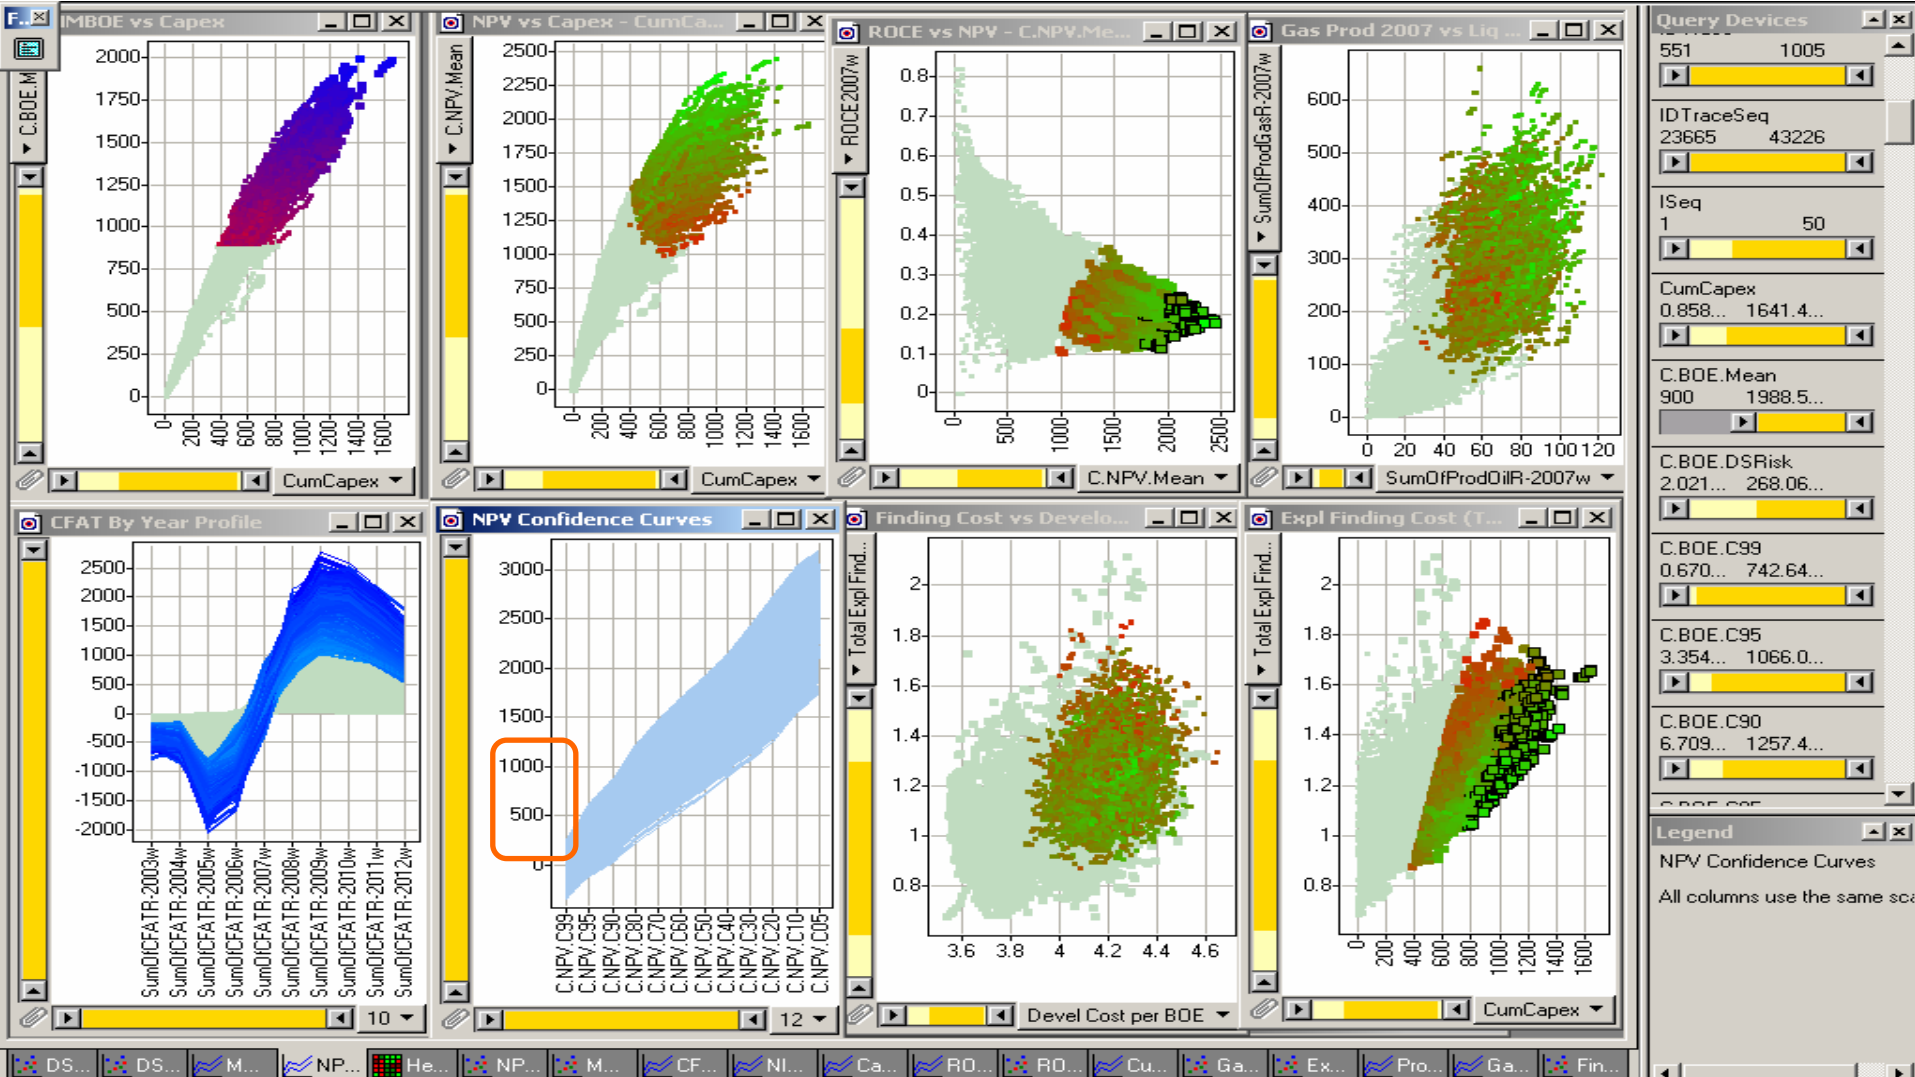 F...
MMBOE vs Capex
C.BOE.M
2000
1750
1500
1250
1000
750
500
250
0
0 200 400 600 800 1000 1200 1400 1600
CumCapex
NPV vs Capex - CumCa...
C.NPV.Mean
2500
2250
2000
1750
1500
1250
1000
750
500
250
0
0 200 400 600 800 1000 1200 1400 1600
CumCapex
ROCE vs NPV - C.NPV.Me...
ROCE2007w
0.8
0.7
0.6
0.5
0.4
0.3
0.2
0.1
0
0 500 1000 1500 2000 2500
C.NPV.Mean
Gas Prod 2007 vs Liq ...
SumOfProdGasR-2007w
600
500
400
300
200
100
0
0 20 40 60 80 100 120
SumOfProdOilR-2007w
CFAT By Year Profile
2500
2000
1500
1000
500
0
-500
-1000
-1500
-2000
SumOfCFATR-2003w
SumOfCFATR-2004w
SumOfCFATR-2005w
SumOfCFATR-2006w
SumOfCFATR-2007w
SumOfCFATR-2008w
SumOfCFATR-2009w
SumOfCFATR-2010w
SumOfCFATR-2011w
SumOfCFATR-2012w
10
NPV Confidence Curves
3000
2500
2000
1500
1000
500
0
C.NPV.C99
C.NPV.C95
C.NPV.C90
C.NPV.C80
C.NPV.C70
C.NPV.C60
C.NPV.C50
C.NPV.C40
C.NPV.C30
C.NPV.C20
C.NPV.C10
C.NPV.C05
12
Finding Cost vs Develo...
Total Expl Find...
2
1.8
1.6
1.4
1.2
1
0.8
3.6 3.8 4 4.2 4.4 4.6
Devel Cost per BOE
Expl Finding Cost (T...
Total Expl Find...
2
1.8
1.6
1.4
1.2
1
0.8
0 200 400 600 800 1000 1200 1400 1600
CumCapex
Query Devices
551 1005
IDTraceSeq
23665 43226
ISeq
1 50
CumCapex
0.858... 1641.4...
C.BOE.Mean
900 1988.5...
C.BOE.DSRisk
2.021... 268.06...
C.BOE.C99
0.670... 742.64...
C.BOE.C95
3.354... 1066.0...
C.BOE.C90
6.709... 1257.4...
Legend
NPV Confidence Curves
All columns use the same sca
DS... DS... M... NP... He... NP... M... CF... NI... Ca... RO... RO... Cu... Ga... Ex... Pro... Ga... Fin...